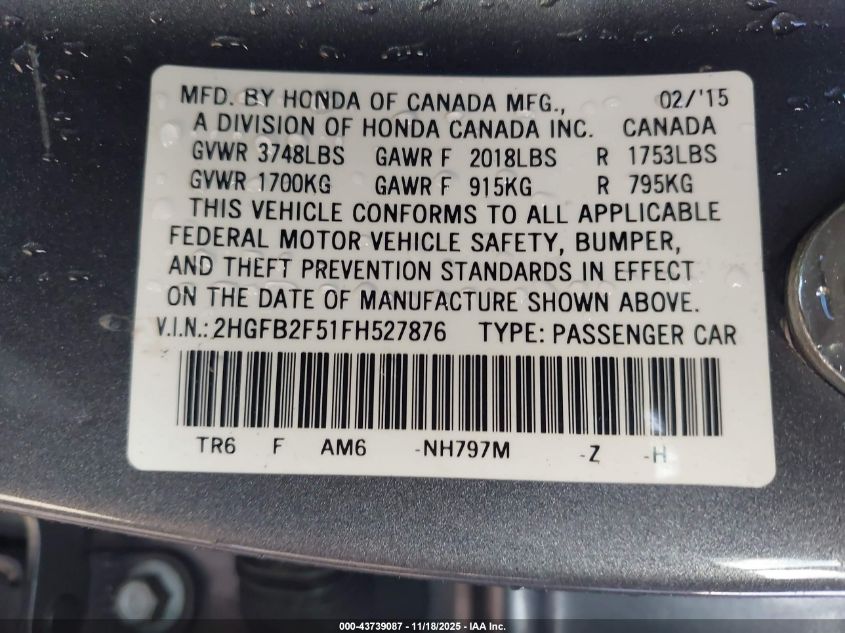 MFD. BY HONDA OF CANADA MFG., 02/'15
A DIVISION OF HONDA CANADA INC. CANADA
GVWR 3748LBS GAWR F 2018LBS R 1753LBS
GVWR 1700KG GAWR F 915KG R 795KG
THIS VEHICLE CONFORMS TO ALL APPLICABLE
FEDERAL MOTOR VEHICLE SAFETY, BUMPER,
AND THEFT PREVENTION STANDARDS IN EFFECT
ON THE DATE OF MANUFACTURE SHOWN ABOVE.
V.I.N.: 2HGFB2F51FH527876 TYPE: PASSENGER CAR
TR6 F AM6 -NH797M -Z -H
000-43739087 - 11/18/2025 - IAA Inc.